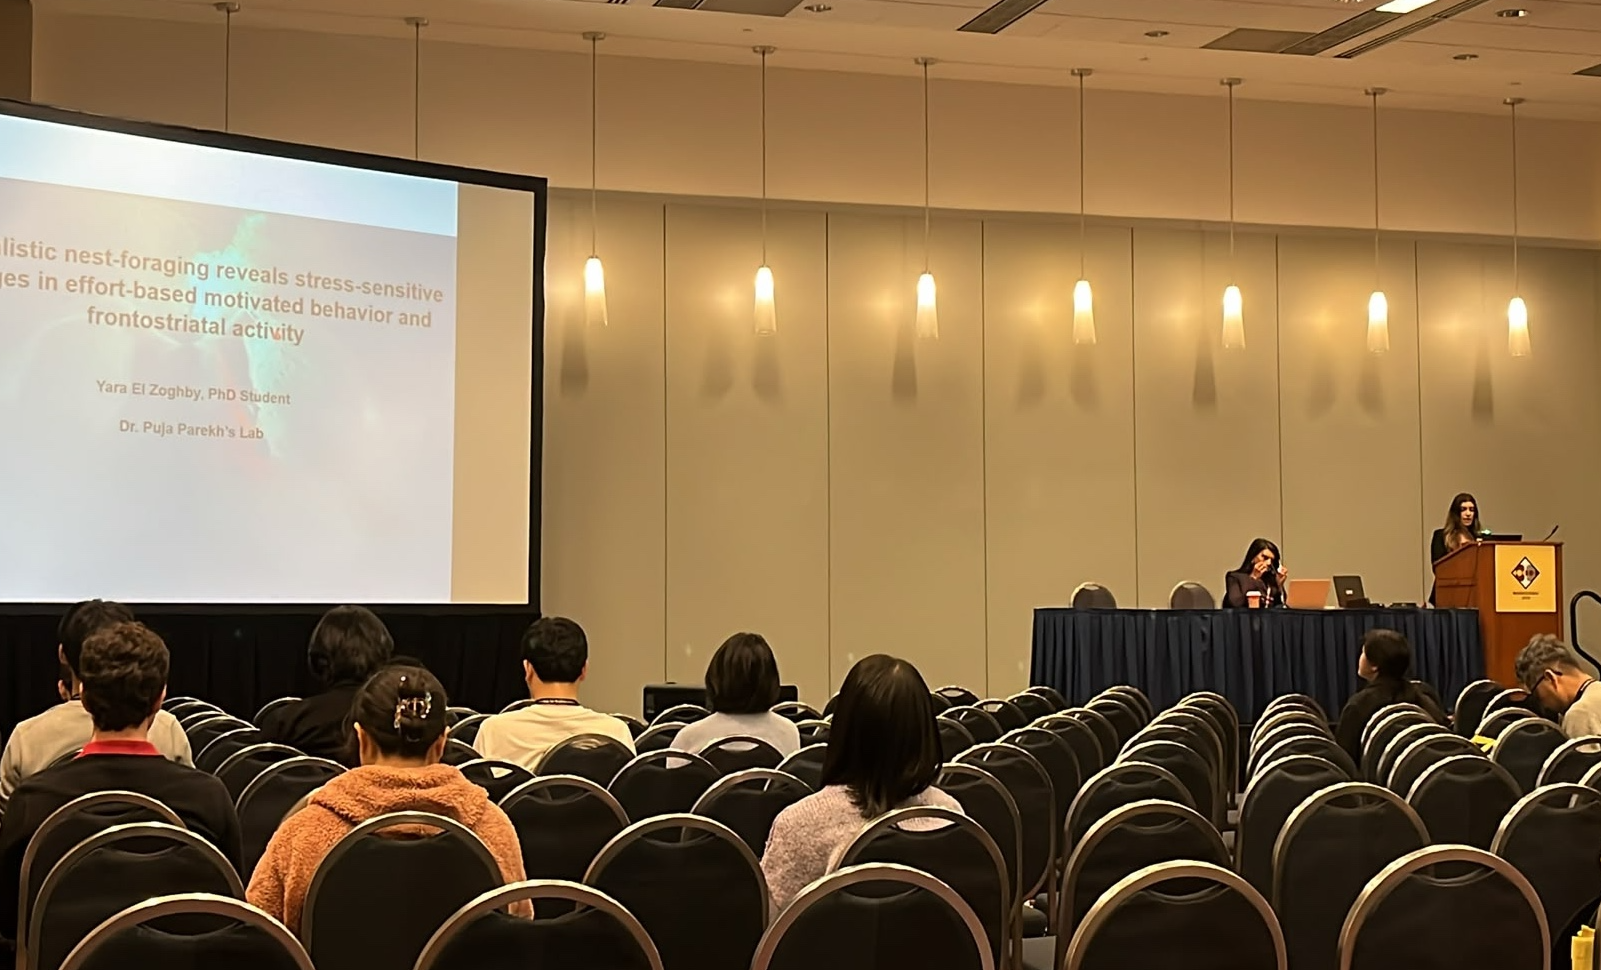 listic nest-foraging reveals stress-sensitive
ges in effort-based motivated behavior and
frontostriatal activity
Yara El Zoghby, PhD Student
Dr. Puja Parekh's Lab